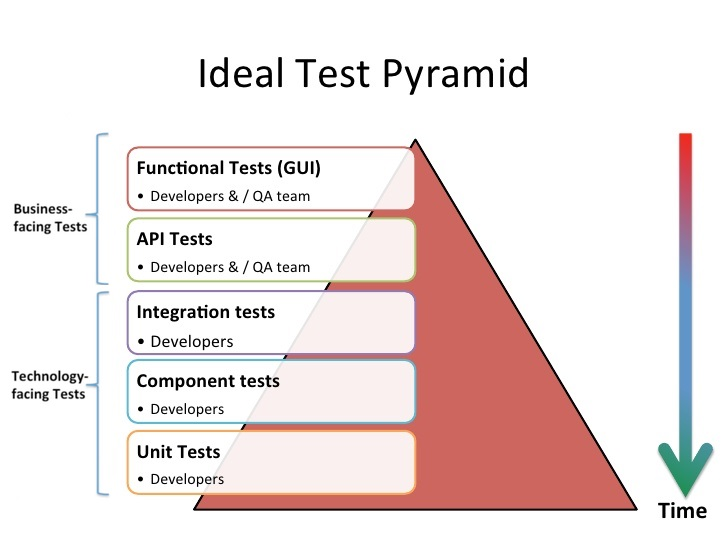 Ideal Test Pyramid
Business-
facing Tests
Functional Tests (GUI)
• Developers & / QA team
API Tests
• Developers & / QA team
Technology-
facing Tests
Integration tests
• Developers
Component tests
• Developers
Unit Tests
• Developers
Time